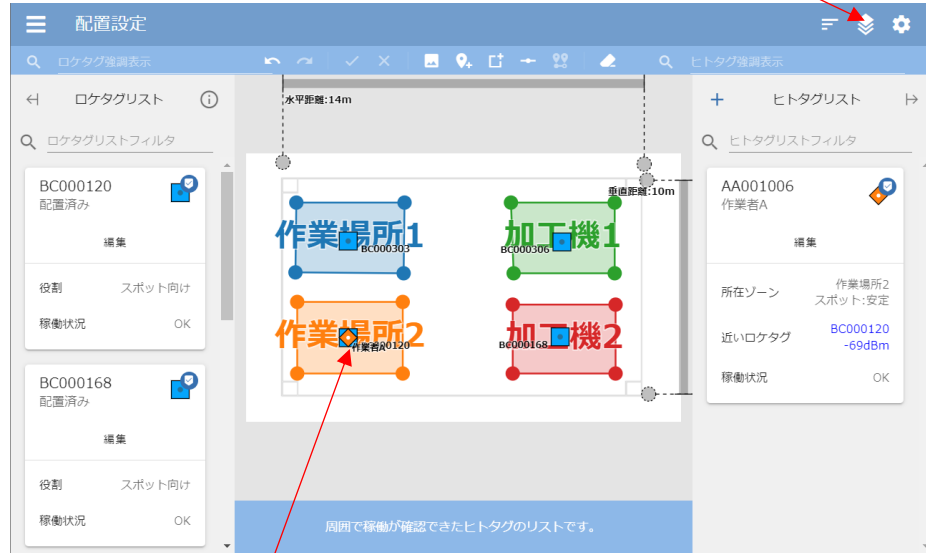 配置設定
ロケタグ強調表示
ヒトタグ強調表示
ロケタグリスト
ロケタグリストフィルタ
BC000120
配置済み
編集
役割 スポット向け
稼働状況 OK
BC000168
配置済み
編集
役割 スポット向け
稼働状況 OK
水平距離:14m
垂直距離:10m
作業場所1
BC000303
加工機1
BC000306
作業場所2
作業者A
0120
加工機2
BC000168
周囲で稼働が確認できたヒトタグのリストです。
ヒトタグリスト
ヒトタグリストフィルタ
AA001006
作業者A
編集
所在ゾーン 作業場所2
スポット:安定
近いロケタグ BC000120
-69dBm
稼働状況 OK